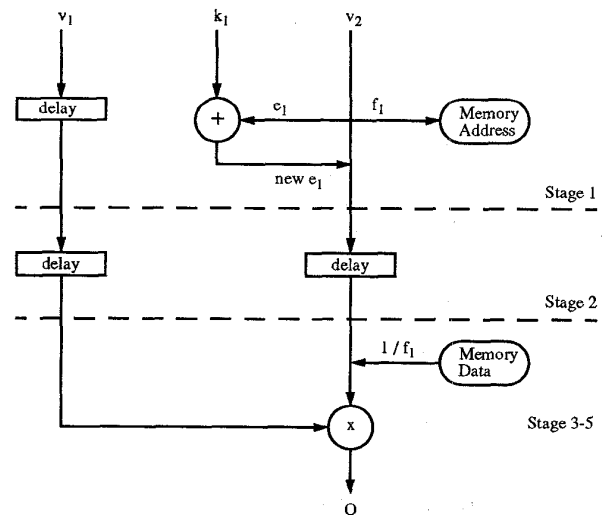 v1 k1 v2
delay
+
e1 f1
Memory
Address
new e1
Stage 1
delay delay
Stage 2
1 / f1
Memory
Data
x
Stage 3-5
Q